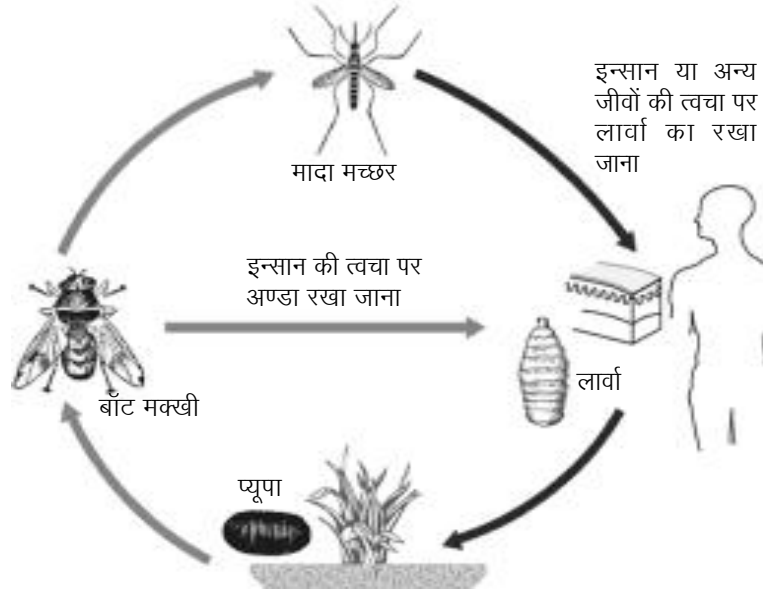 इन्सान या अन्य
जीवों की त्वचा पर
लार्वा का रखा
जाना
मादा मच्छर
इन्सान की त्वचा पर
अण्डा रखा जाना
लार्वा
बॉट मक्खी
प्यूपा